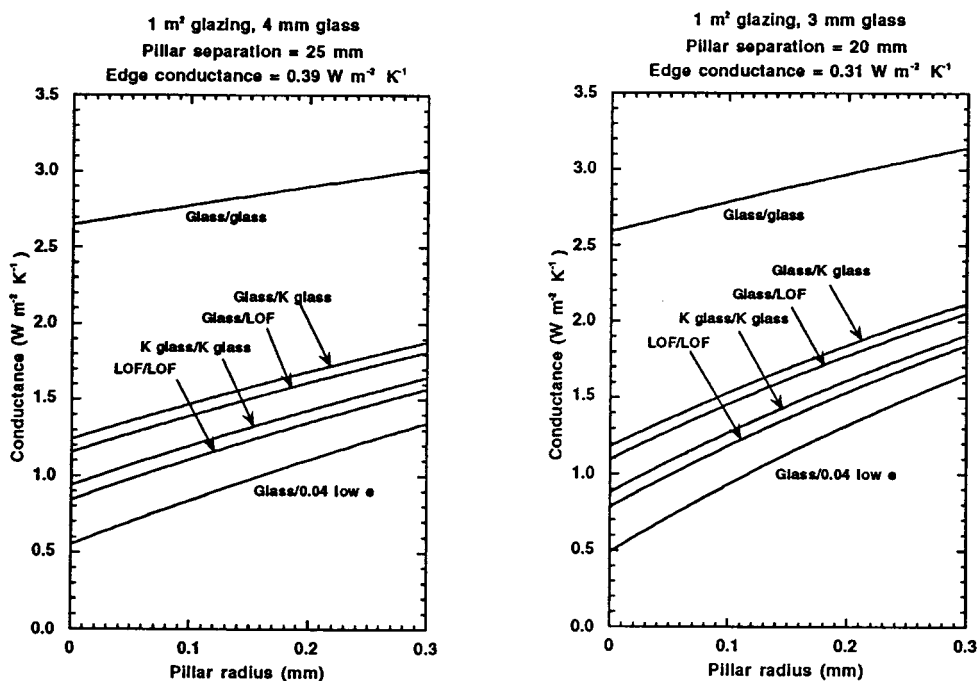 1 m² glazing, 4 mm glass
Pillar separation = 25 mm
Edge conductance = 0.39 W m⁻² K⁻¹
3.5
3.0
2.5
2.0
1.5
1.0
0.5
0.0
Conductance (W m⁻² K⁻¹)
Glass/glass
Glass/K glass
Glass/LOF
K glass/K glass
LOF/LOF
Glass/0.04 low e
0
0.1
0.2
0.3
Pillar radius (mm)
1 m² glazing, 3 mm glass
Pillar separation = 20 mm
Edge conductance = 0.31 W m⁻² K⁻¹
3.5
3.0
2.5
2.0
1.5
1.0
0.5
0.0
Conductance (W m⁻² K⁻¹)
Glass/glass
Glass/K glass
Glass/LOF
K glass/K glass
LOF/LOF
Glass/0.04 low e
0
0.1
0.2
0.3
Pillar radius (mm)